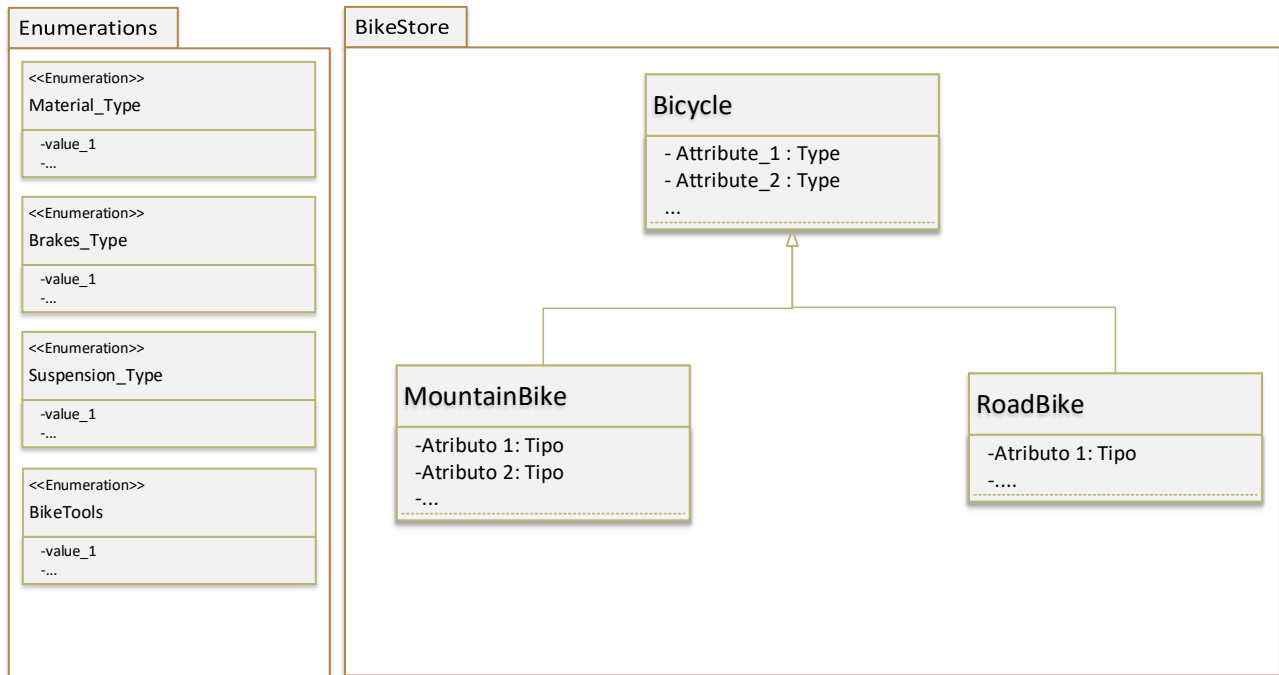 Enumerations
<<Enumeration>>
Material_Type
-value_1
-...
<<Enumeration>>
Brakes_Type
-value_1
-...
<<Enumeration>>
Suspension_Type
-value_1
-...
<<Enumeration>>
BikeTools
-value_1
-...
BikeStore
Bicycle
- Attribute_1 : Type
- Attribute_2 : Type
...
MountainBike
-Atributo 1: Tipo
-Atributo 2: Tipo
-...
RoadBike
-Atributo 1: Tipo
-....